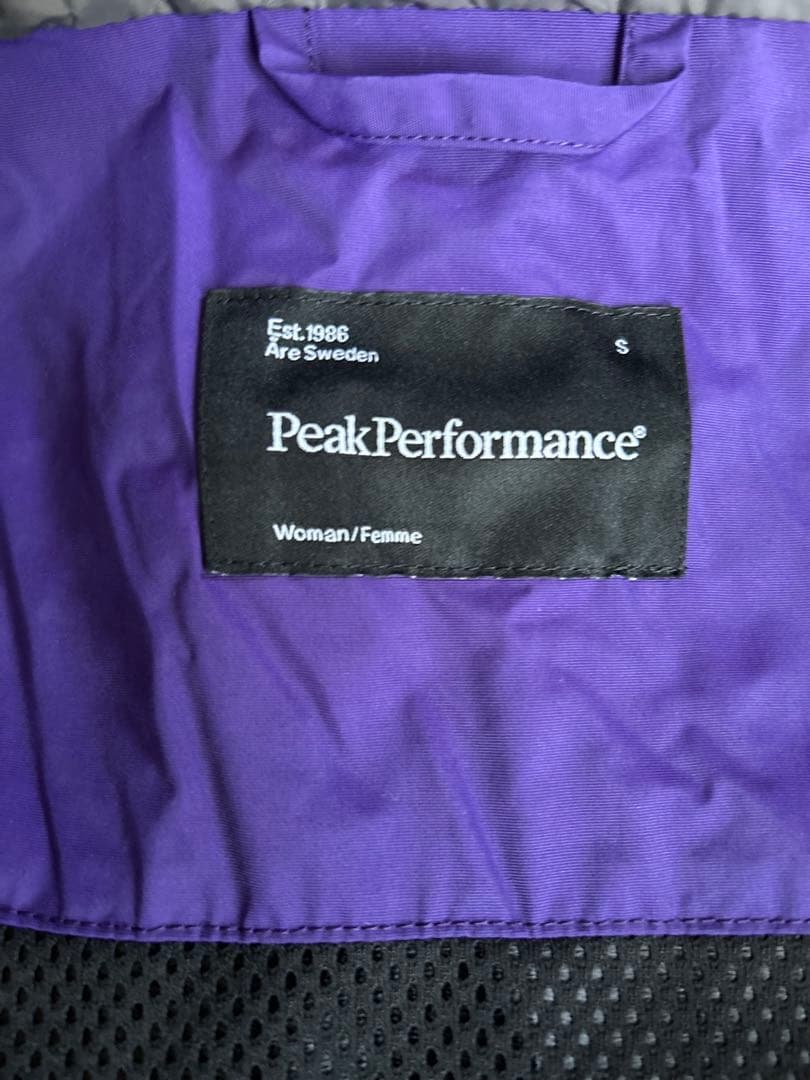 Est.1986
Åre Sweden
S
PeakPerformance®
Woman/Femme